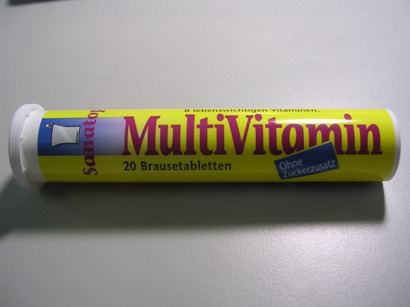 8 lebenswichtigen Vitaminen.
Sanatop
MultiVitamin
20 Brausetabletten
Ohne
Zuckerzusatz